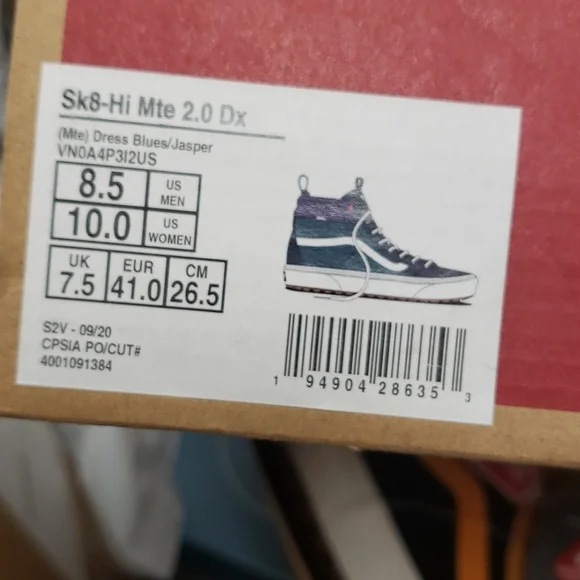 Sk8-Hi Mte 2.0 Dx
(Mte) Dress Blues/Jasper
VN0A4P3I2US
8.5 US MEN
10.0 US WOMEN
UK 7.5 EUR 41.0 CM 26.5
S2V - 09/20
CPSIA PO/CUT#
4001091384
1 94904 28635 3